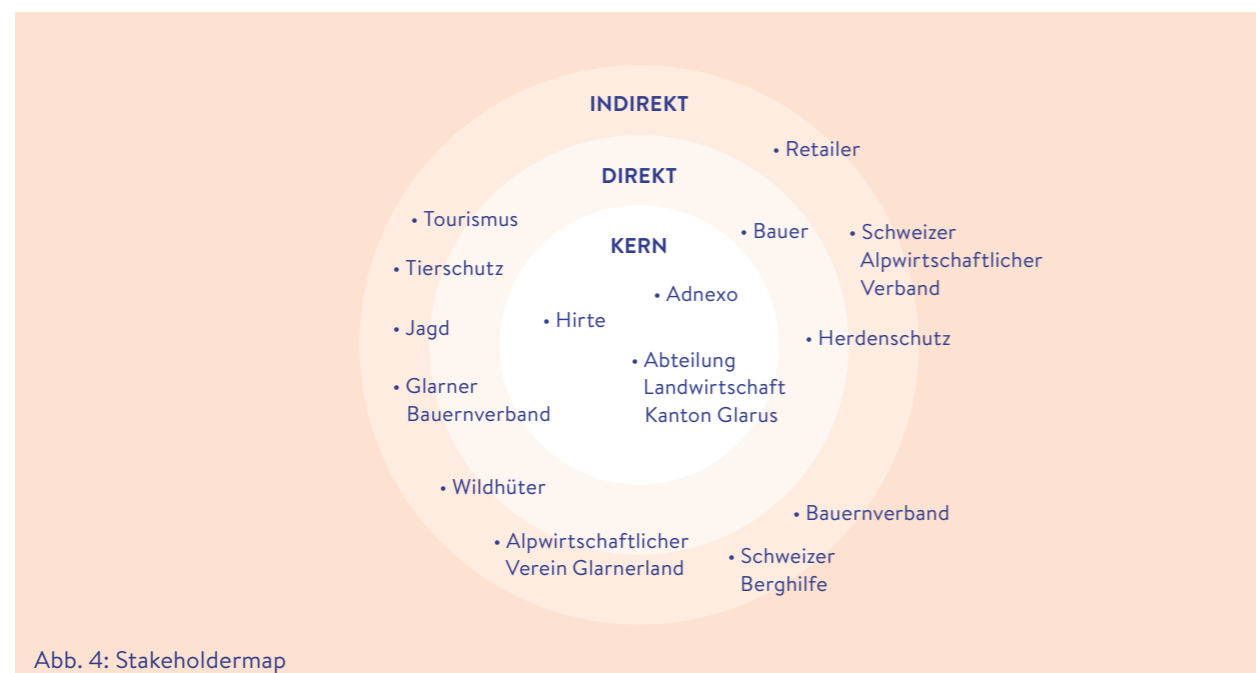 INDIREKT
• Retailer
DIREKT
• Tourismus
• Bauer
• Schweizer
Alpwirtschaftlicher
Verband
KERN
• Tierschutz
• Adnexo
• Hirte
• Jagd
• Herdenschutz
• Abteilung
Landwirtschaft
Kanton Glarus
• Glarner
Bauernverband
• Wildhüter
• Bauernverband
• Alpwirtschaftlicher
Verein Glarnerland
• Schweizer
Berghilfe
Abb. 4: Stakeholdermap